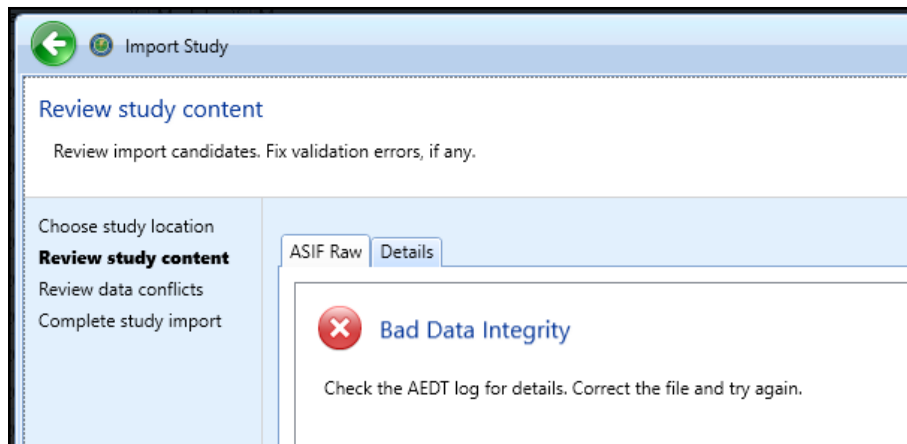 Import Study
Review study content
Review import candidates. Fix validation errors, if any.
Choose study location
Review study content
Review data conflicts
Complete study import
ASIF Raw
Details
Bad Data Integrity
Check the AEDT log for details. Correct the file and try again.